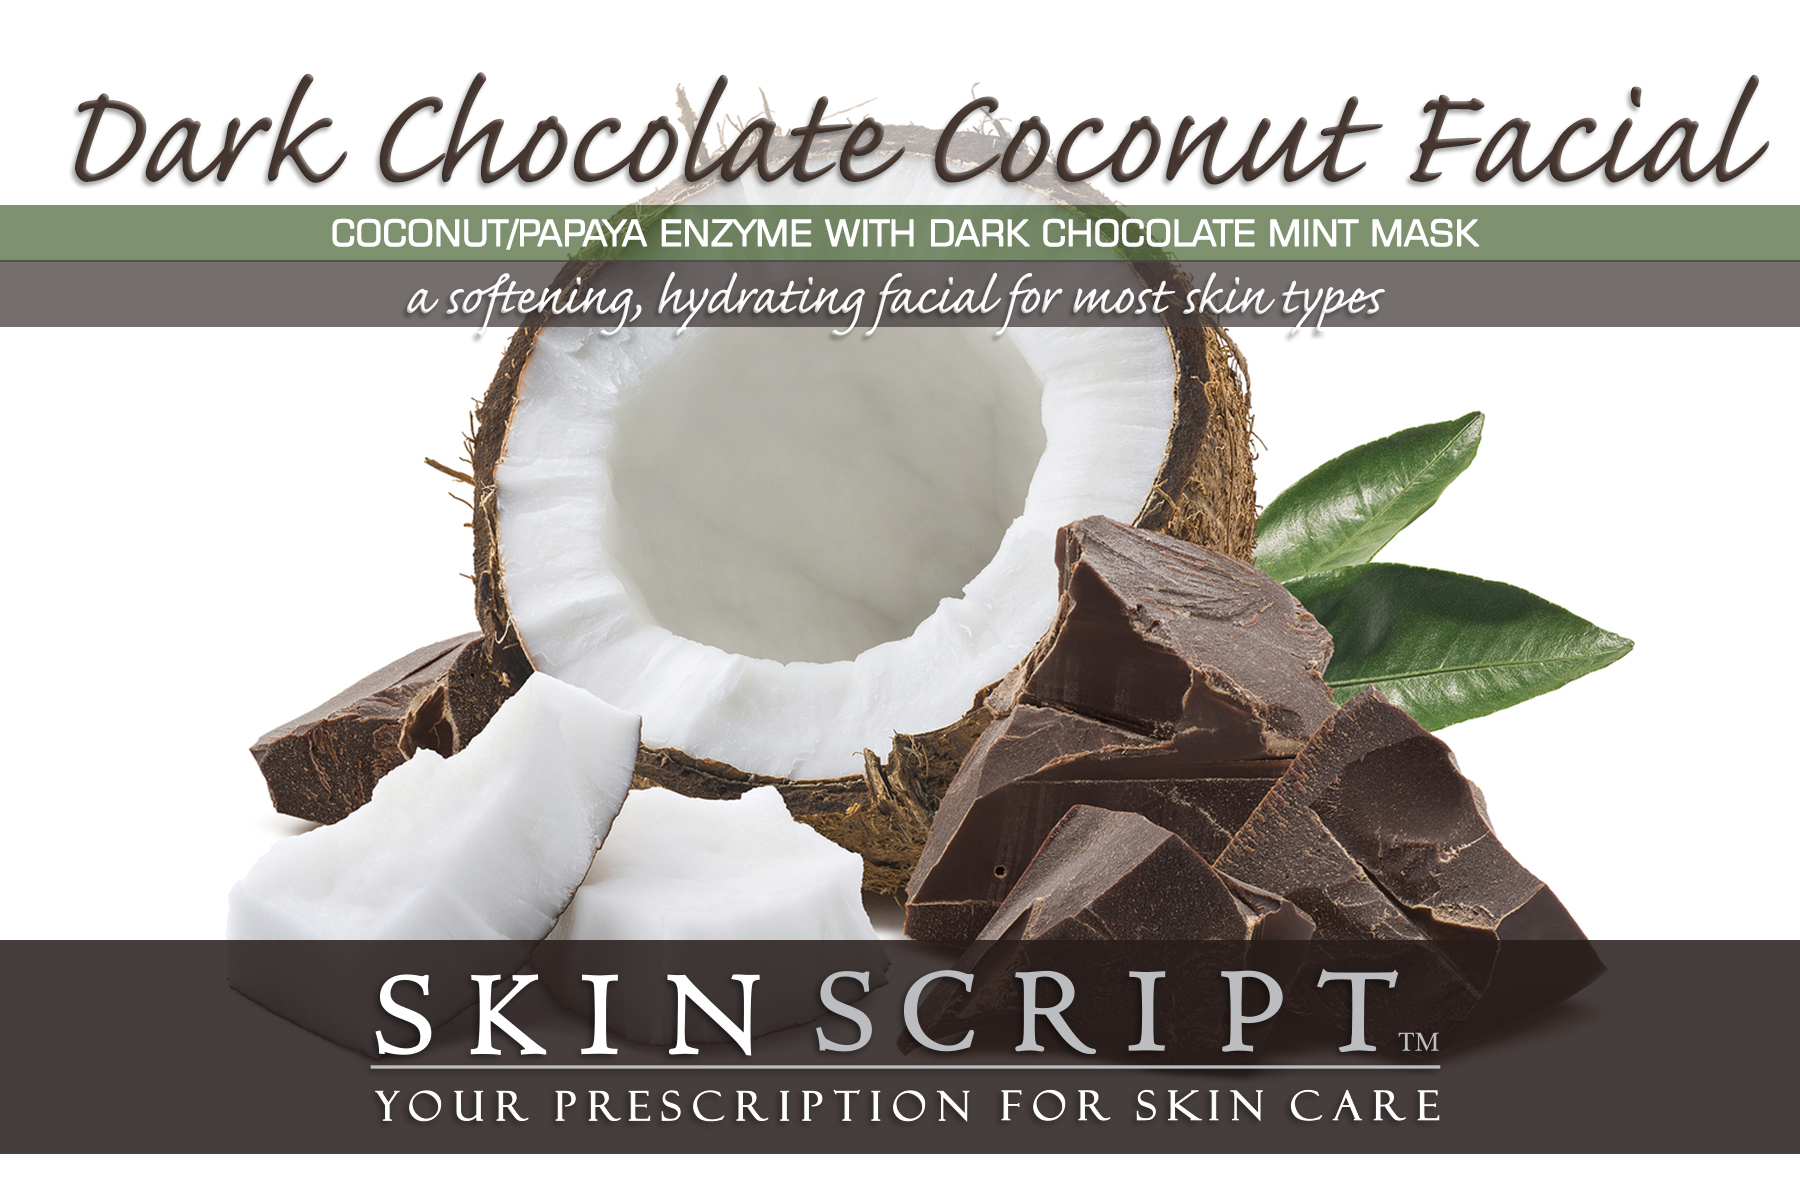 Dark Chocolate Coconut Facial
COCONUT/PAPAYA ENZYME WITH DARK CHOCOLATE MINT MASK
a softening, hydrating facial for most skin types
SKIN SCRIPT™
YOUR PRESCRIPTION FOR SKIN CARE